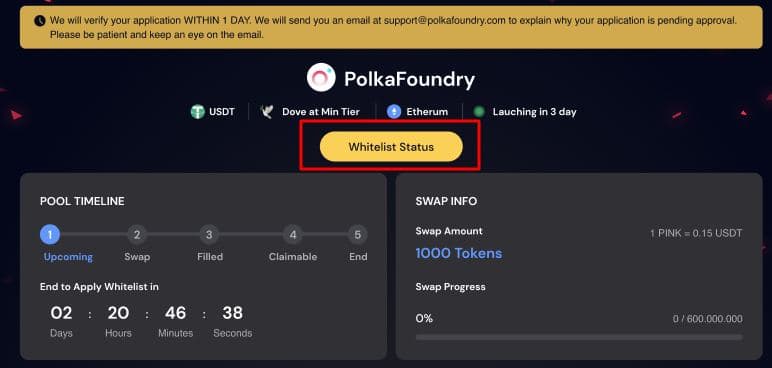 We will verify your application WITHIN 1 DAY. We will send you an email at support@polkafoundry.com to explain why your application is pending approval.
Please be patient and keep an eye on the email.
PolkaFoundry
USDT
Dove at Min Tier
Etherum
Lauching in 3 day
Whitelist Status
POOL TIMELINE
1
2
3
4
5
Upcoming
Swap
Filled
Claimable
End
End to Apply Whitelist in
02 : 20 : 46 : 38
Days
Hours
Minutes
Seconds
SWAP INFO
Swap Amount
1 PINK = 0.15 USDT
1000 Tokens
Swap Progress
0%
0 / 600.000.000